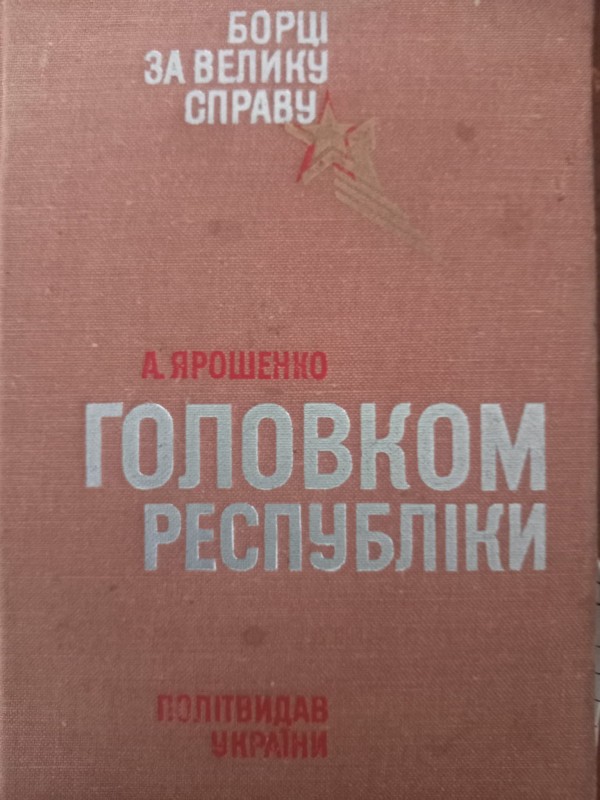 БОРЦІ
ЗА ВЕЛИКУ
СПРАВУ
А. ЯРОШЕНКО
ГОЛОВКОМ
РЕСПУБЛІКИ
ПОЛІТВИДАВ
УКРАЇНИ